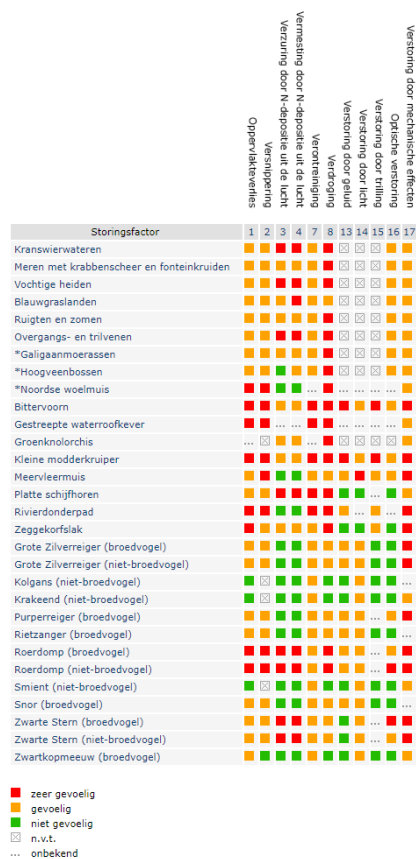 Oppervlakteverlies
Versnippering
Verzuring door N-depositie uit de lucht
Vermesting door N-depositie uit de lucht
Verontreiniging
Verdroging
Verstoring door geluid
Verstoring door licht
Verstoring door trilling
Optische verstoring
Verstoring door mechanische effecten
Storingsfactor 1 2 3 4 7 8 13 14 15 16 17
Kranswierwateren
Meren met krabbenscheer en fonteinkruiden
Vochtige heiden
Blauwgraslanden
Ruigten en zomen
Overgangs- en trilvenen
*Galigaanmoerassen
*Hoogveenbossen
*Noordse woelmuis ... ... ... ...
Bittervoorn
Gestreepte waterroofkever ... ... ... ... ... ...
Groenknolorchis ... ...
Kleine modderkruiper
Meervleermuis
Platte schijfhoren ...
Rivierdonderpad ... ...
Zeggekorfslak ...
Grote Zilverreiger (broedvogel)
Grote Zilverreiger (niet-broedvogel)
Kolgans (niet-broedvogel) ...
Krakeend (niet-broedvogel)
Purperreiger (broedvogel) ...
Rietzanger (broedvogel) ...
Roerdomp (broedvogel) ...
Roerdomp (niet-broedvogel) ...
Smient (niet-broedvogel) ...
Snor (broedvogel) ...
Zwarte Stern (broedvogel) ...
Zwarte Stern (niet-broedvogel) ...
Zwartkopmeeuw (broedvogel)
zeer gevoelig
gevoelig
niet gevoelig
n.v.t.
... onbekend